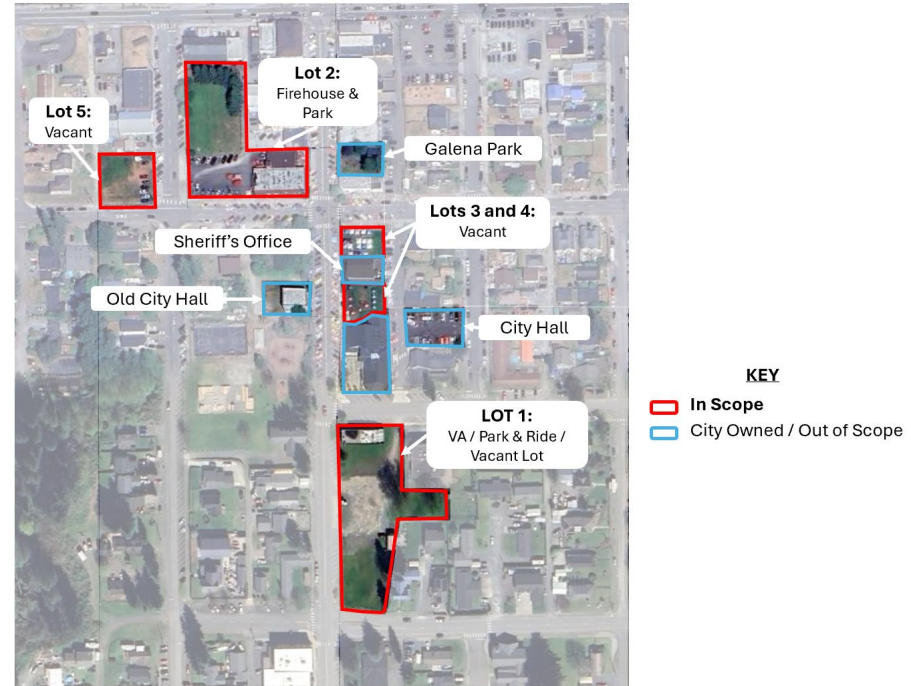 Lot 2:
Firehouse &
Park
Lot 5:
Vacant
Galena Park
Lots 3 and 4:
Vacant
Sheriff's Office
Old City Hall
City Hall
LOT 1:
VA / Park & Ride /
Vacant Lot
KEY
In Scope
City Owned / Out of Scope